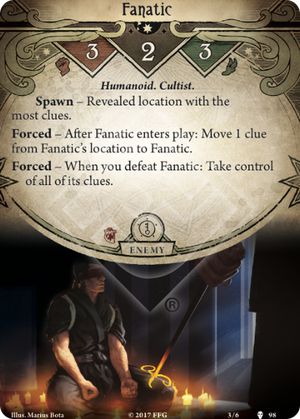 Fanatic
3 2 3
Humanoid. Cultist.
Spawn – Revealed location with the
most clues.
Forced – After Fanatic enters play: Move 1 clue
from Fanatic's location to Fanatic.
Forced – When you defeat Fanatic: Take control
of all of its clues.
ENEMY
®
Illus. Marius Bota © 2017 FFG 3/6 98